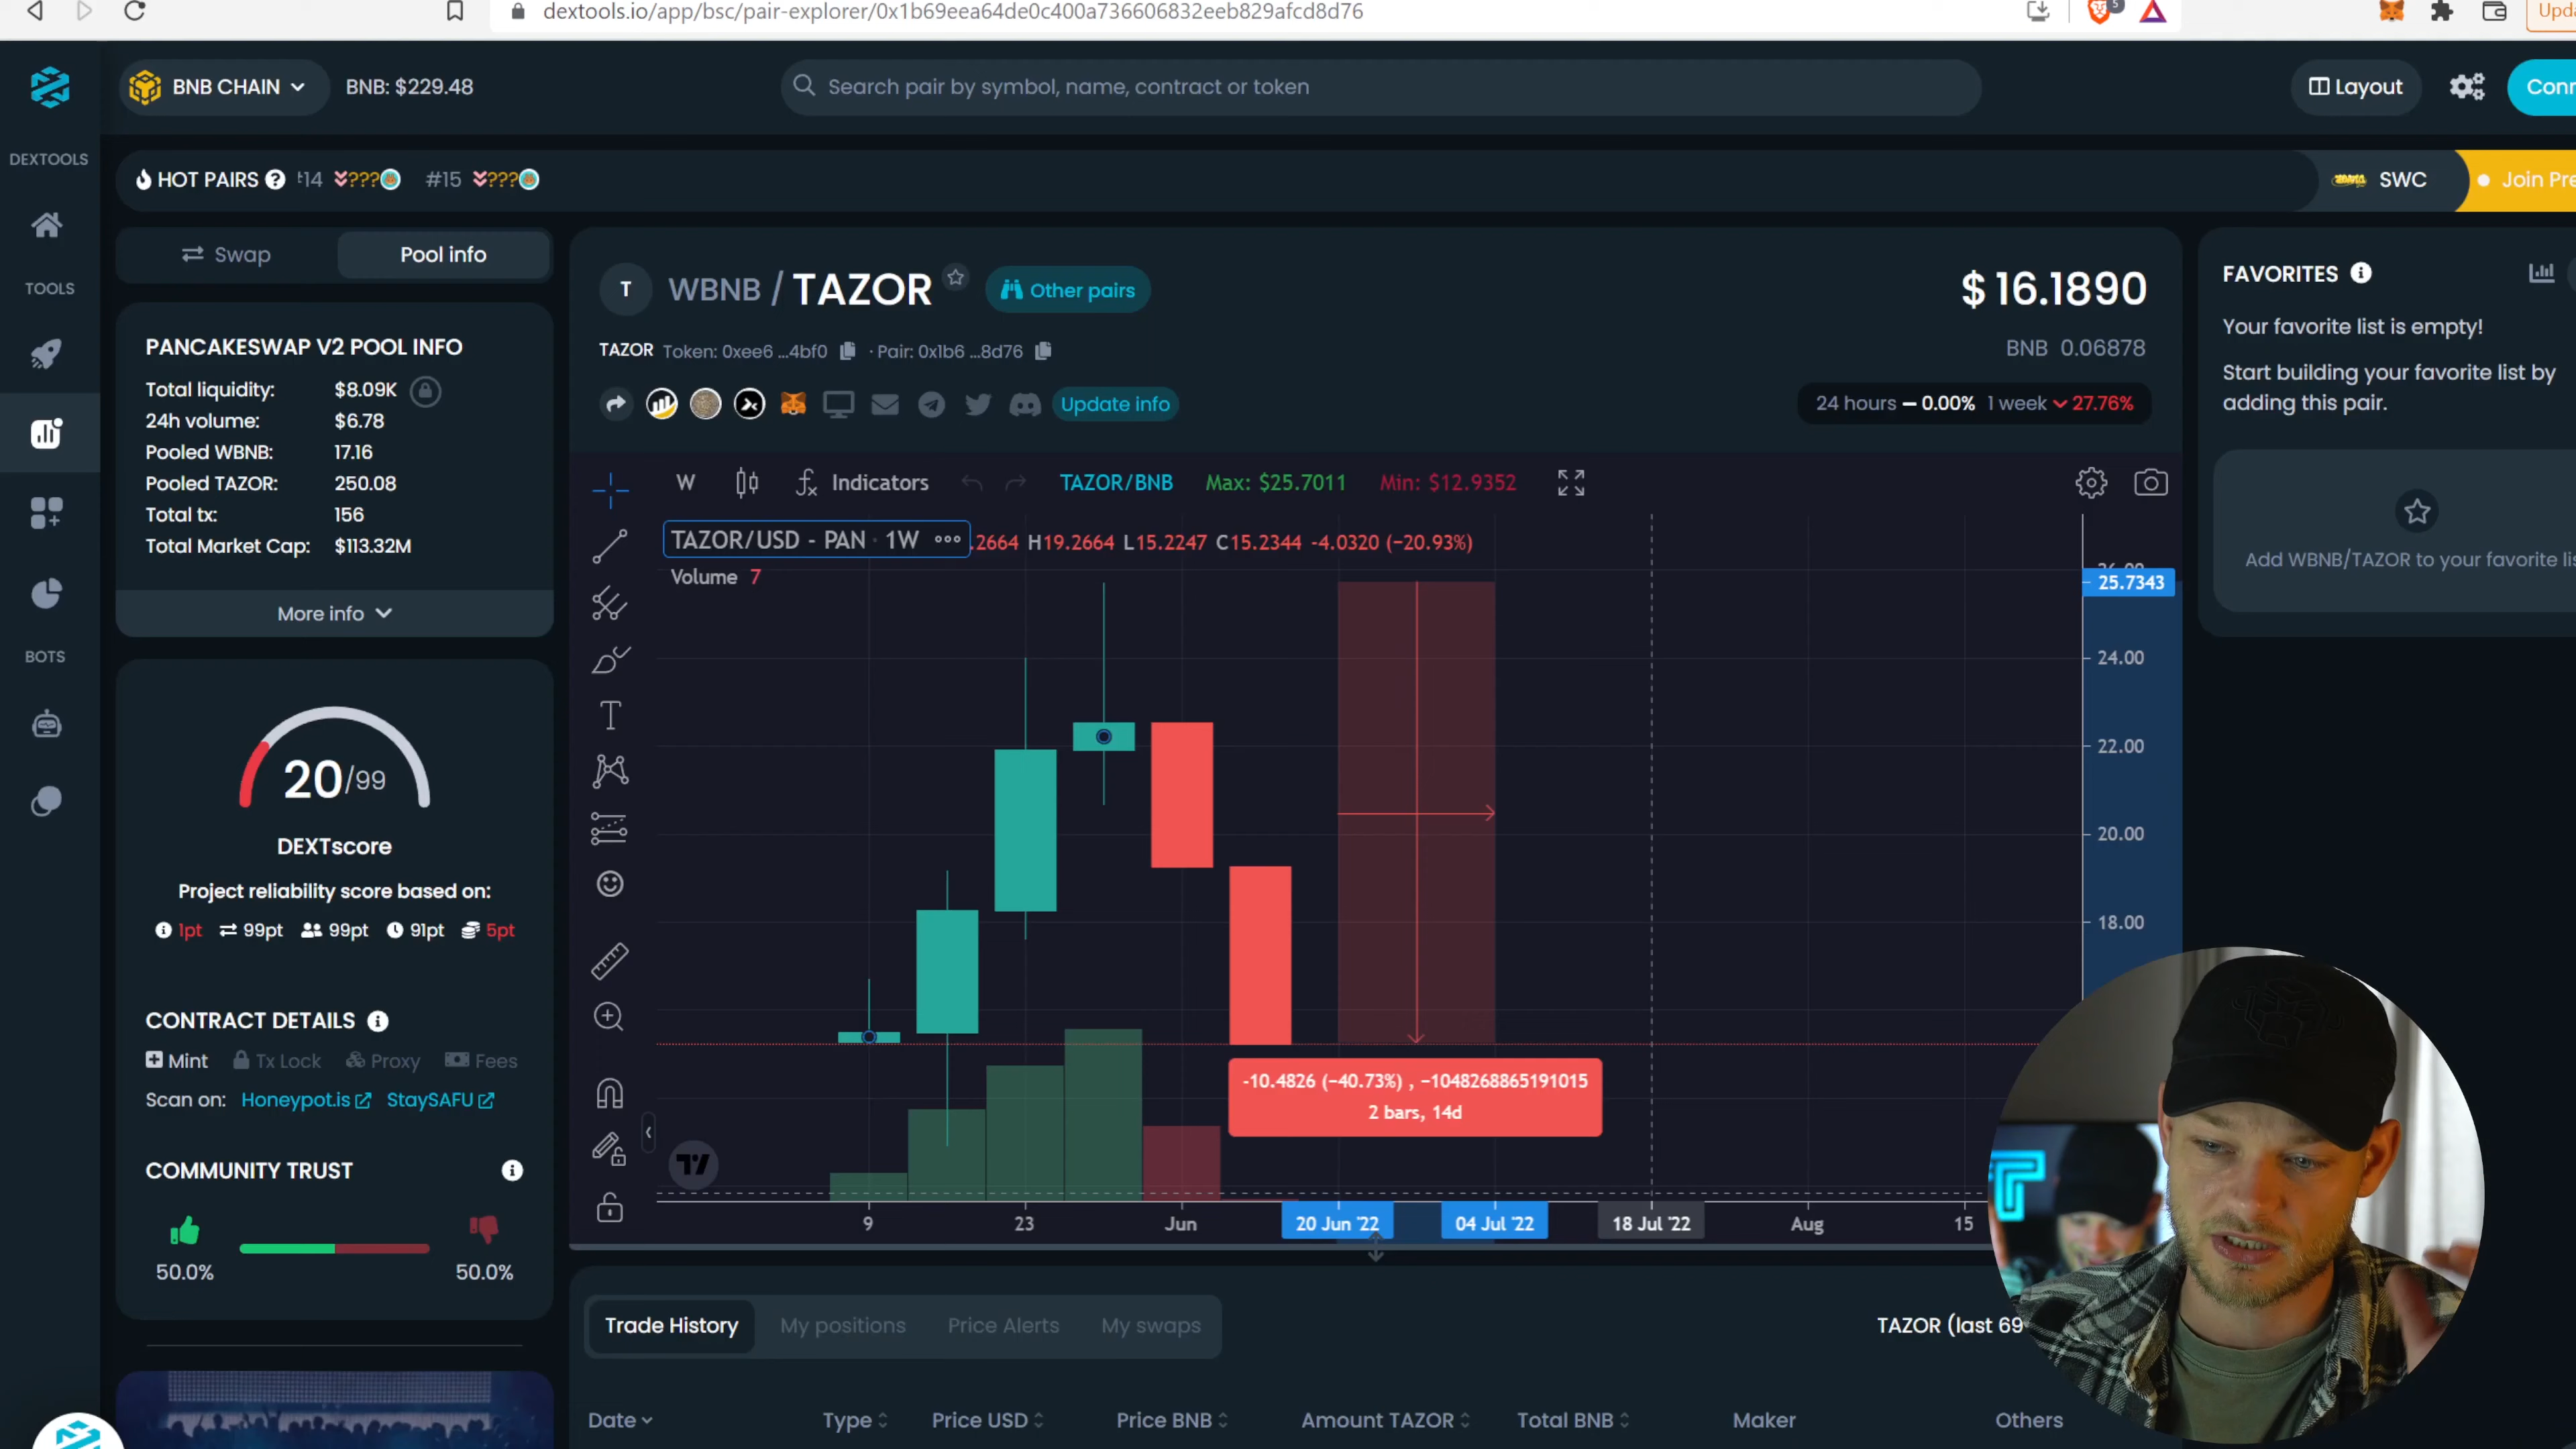 dextools.io/app/bsc/pair-explorer/0x1b69eea64de0c400a736606832eeb829afcd8d76
5
BNB CHAIN
BNB: $229.48
Search pair by symbol, name, contract or token
Layout
DEXTOOLS
HOT PAIRS
???
#15
???
SWC
Swap
Pool info
TOOLS
PANCAKESWAP V2 POOL INFO
Total liquidity: $8.09K
24h volume: $6.78
Pooled WBNB: 17.16
Pooled TAZOR: 250.08
Total tx: 156
Total Market Cap: $113.32M
More info
BOTS
20/99
DEXTscore
Project reliability score based on:
1pt 99pt 99pt 91pt 5pt
CONTRACT DETAILS
Mint Tx Lock Proxy Fees
Scan on: Honeypot.is StaySAFU
COMMUNITY TRUST
50.0% 50.0%
T WBNB / TAZOR Other pairs
$ 16.1890
TAZOR Token: 0xee6 ...4bf0 · Pair: 0x1b6 ...8d76
BNB 0.06878
Update info
24 hours 0.00% 1 week 27.76%
W Indicators TAZOR/BNB Max: $25.7011 Min: $12.9352
TAZOR/USD - PAN · 1W .2664 H19.2664 L15.2247 C15.2344 -4.0320 (-20.93%)
Volume 7
25.7343
24.00
22.00
20.00
18.00
-10.4826 (-40.73%) , -1048268865191015
2 bars, 14d
9 23 Jun 20 Jun '22 04 Jul '22 18 Jul '22 Aug 15
FAVORITES
Your favorite list is empty!
Start building your favorite list by
adding this pair.
Add WBNB/TAZOR to your favorite
Trade History My positions Price Alerts My swaps
TAZOR (last 69
Date Type Price USD Price BNB Amount TAZOR Total BNB Maker Others